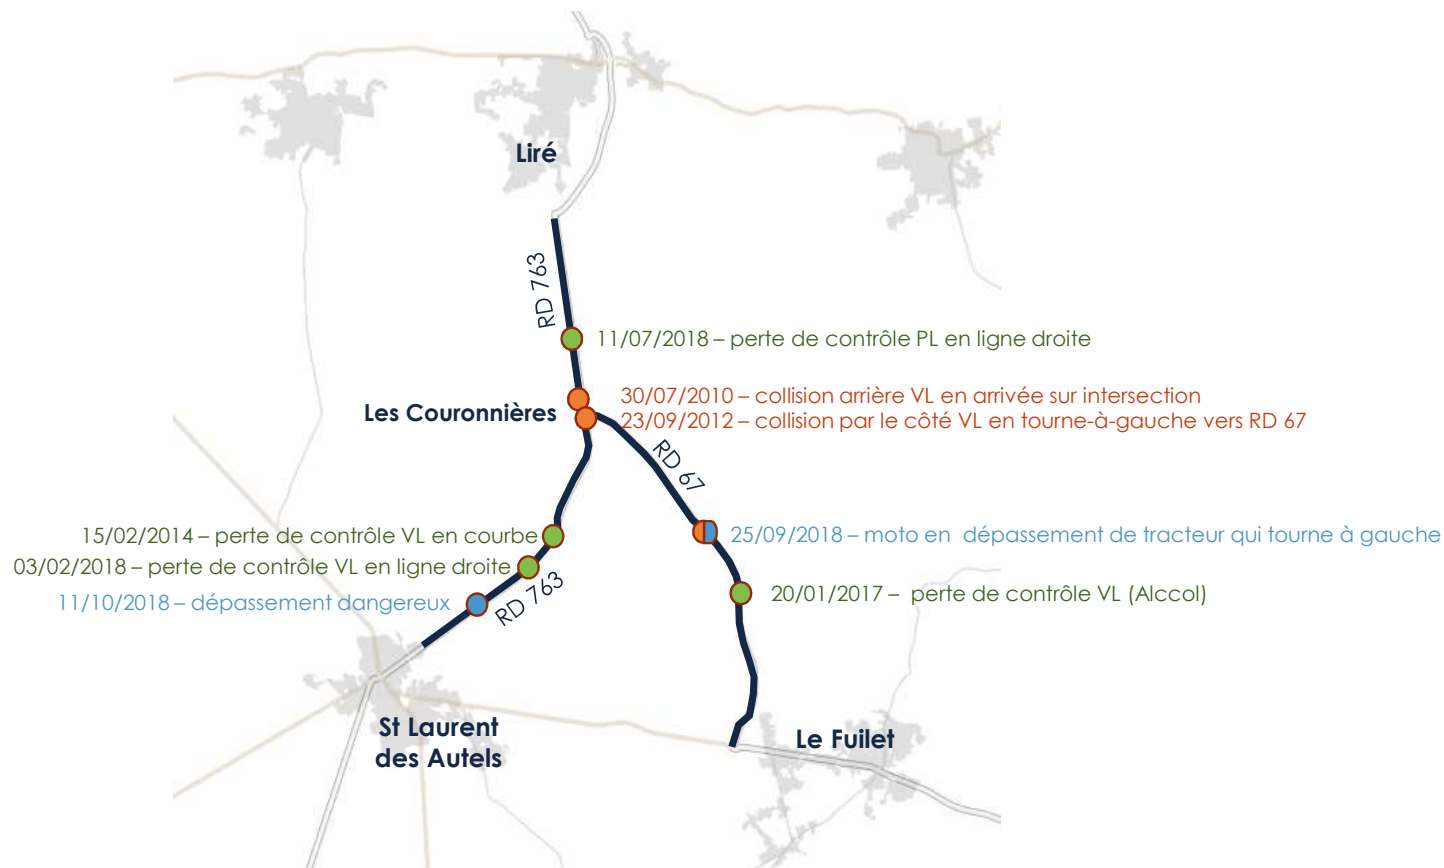 Liré
RD 763
11/07/2018 – perte de contrôle PL en ligne droite
30/07/2010 – collision arrière VL en arrivée sur intersection
Les Couronnières
23/09/2012 – collision par le côté VL en tourne-à-gauche vers RD 67
RD 67
15/02/2014 – perte de contrôle VL en courbe
25/09/2018 – moto en dépassement de tracteur qui tourne à gauche
03/02/2018 – perte de contrôle VL en ligne droite
11/10/2018 – dépassement dangereux
RD 763
20/01/2017 – perte de contrôle VL (Alccol)
St Laurent
des Autels
Le Fuilet